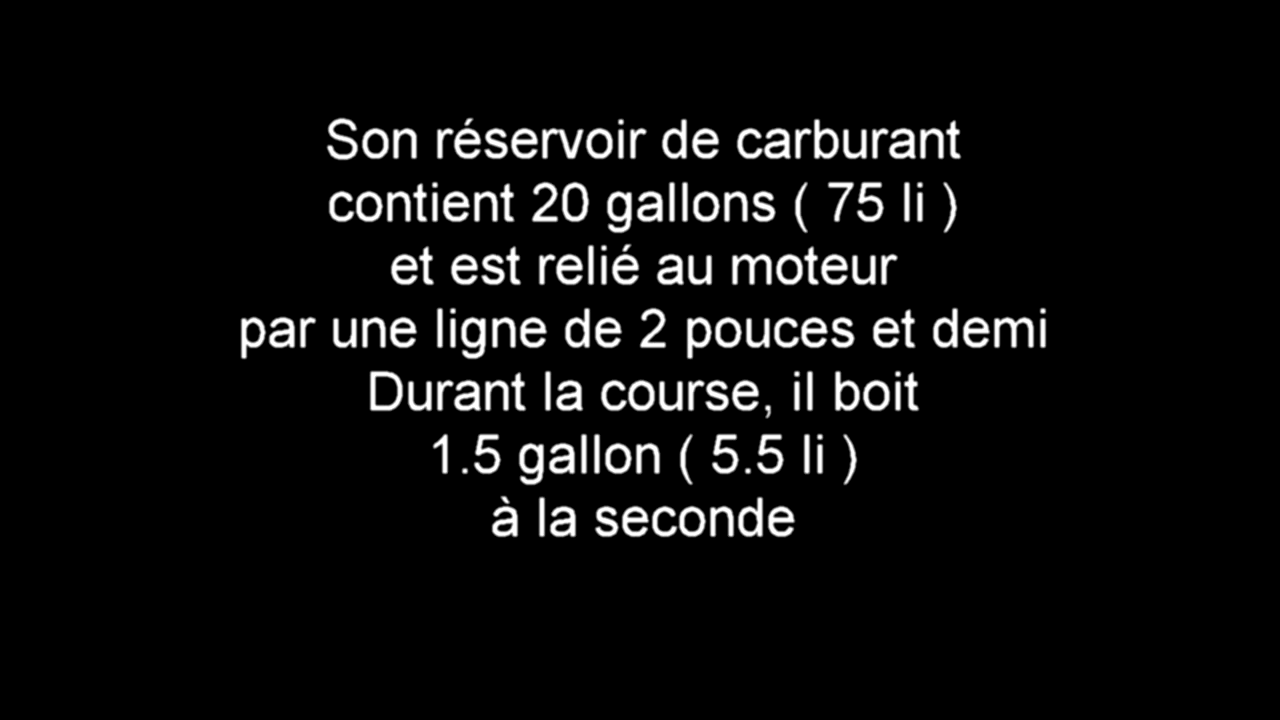 Son réservoir de carburant
contient 20 gallons ( 75 li )
et est relié au moteur
par une ligne de 2 pouces et demi
Durant la course, il boit
1.5 gallon ( 5.5 li )
à la seconde